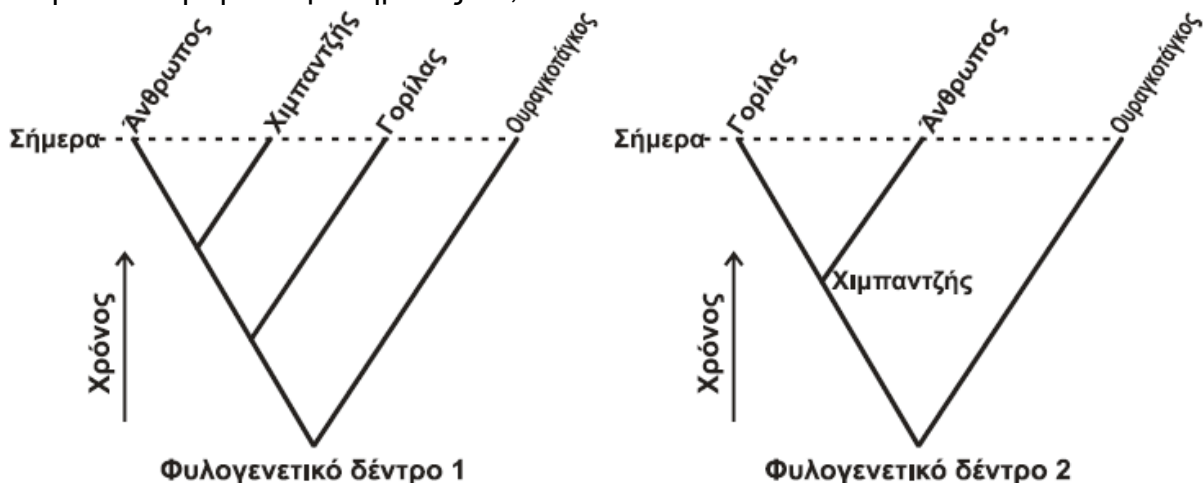 Άνθρωπος
Χιμπαντζής
Γορίλας
Ουραγκοτάγκος
Σήμερα
Χρόνος
Φυλογενετικό δέντρο 1
Γορίλας
Άνθρωπος
Ουραγκοτάγκος
Σήμερα
Χιμπαντζής
Χρόνος
Φυλογενετικό δέντρο 2